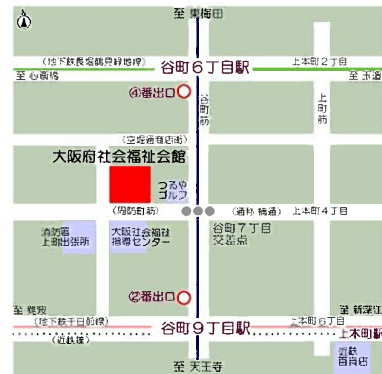 至 東梅田
(地下鉄長堀鶴見緑地線)
谷町6丁目駅
上本町2丁目
至 心斎橋
至 玉造
④番出口
谷町筋
上町筋
(空堀通商店街)
大阪府社会福祉会館
つるや
ゴルフ
(周防町筋)
(通称 楠通)
上本町4丁目
消防署
上町出張所
大阪社会福祉
指導センター
谷町7丁目
交差点
②番出口
至 難波
至 新深江
(地下鉄千日前線)
谷町9丁目駅
上本町6丁目
(近鉄線)
上本町駅
近鉄
百貨店
至 天王寺